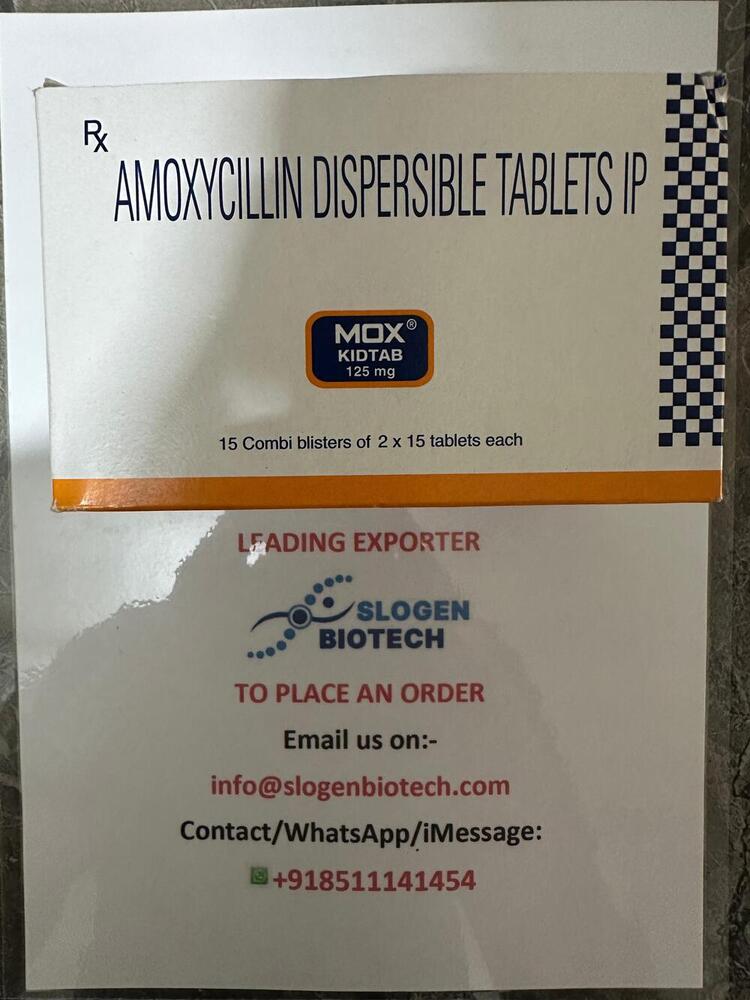 Rx
AMOXYCILLIN DISPERSIBLE TABLETS IP
MOX®
KIDTAB
125 mg
15 Combi blisters of 2 x 15 tablets each
LEADING EXPORTER
SLOGEN
BIOTECH
TO PLACE AN ORDER
Email us on:-
info@slogenbiotech.com
Contact/WhatsApp/iMessage:
+918511141454